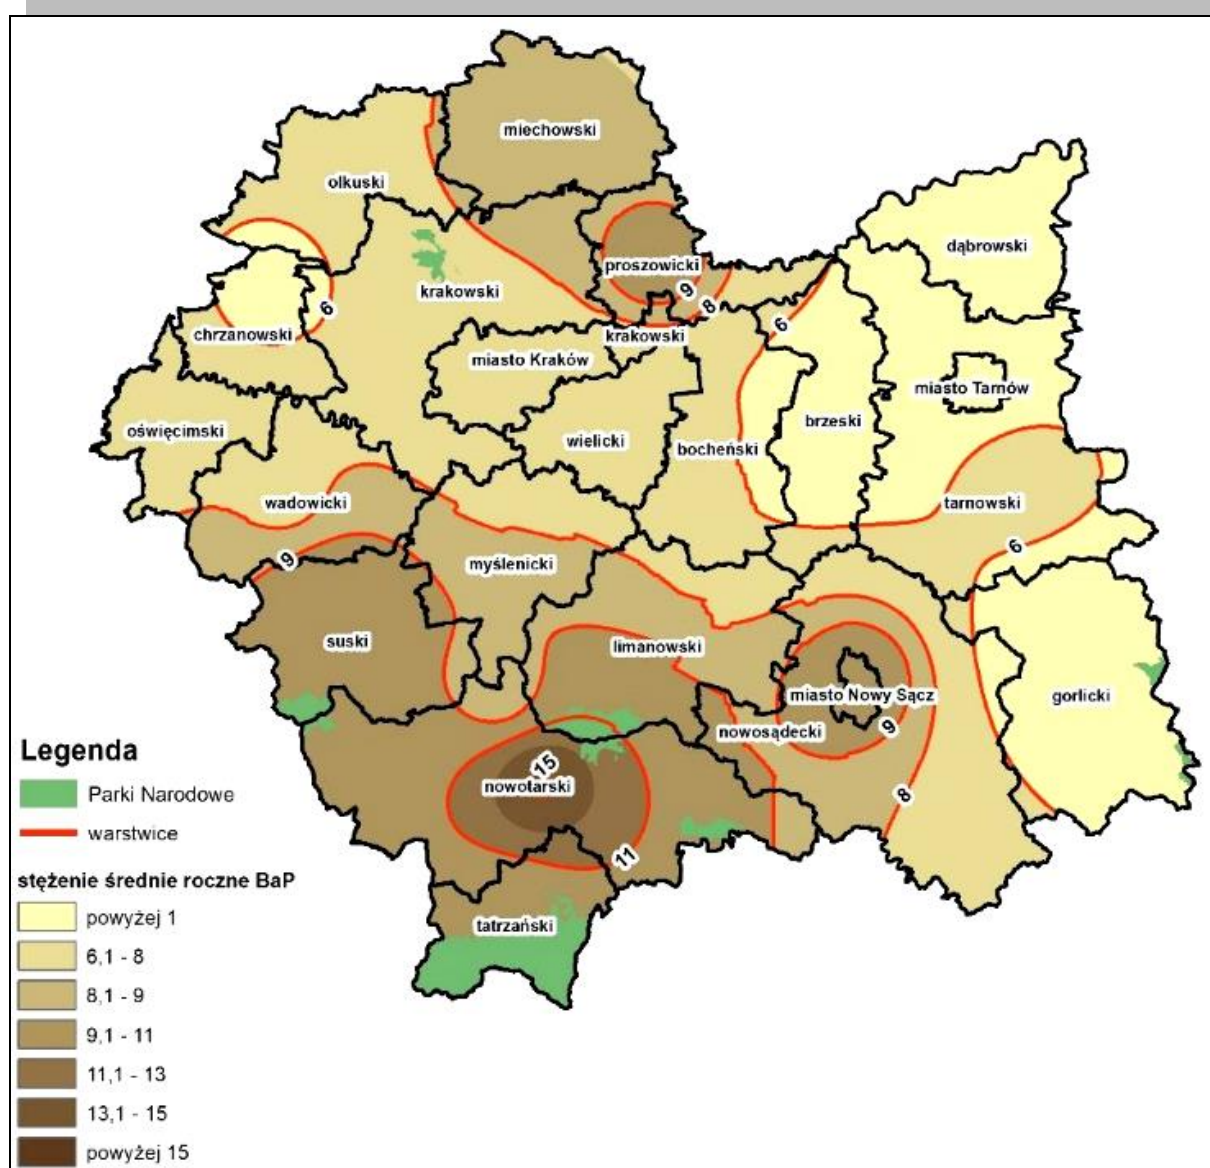 miechowski
olkuski
dąbrowski
proszowicki
krakowski
9
8
6
6
chrzanowski
krakowski
miasto Kraków
miasto Tarnów
brzeski
oświęcimski
wielicki
bocheński
wadowicki
tarnowski
6
9
myślenicki
suski
limanowski
miasto Nowy Sącz
gorlicki
nowosądecki
9
15
nowotarski
8
11
tatrzański
Legenda
Parki Narodowe
warstwice
stężenie średnie roczne BaP
powyżej 1
6,1 - 8
8,1 - 9
9,1 - 11
11,1 - 13
13,1 - 15
powyżej 15